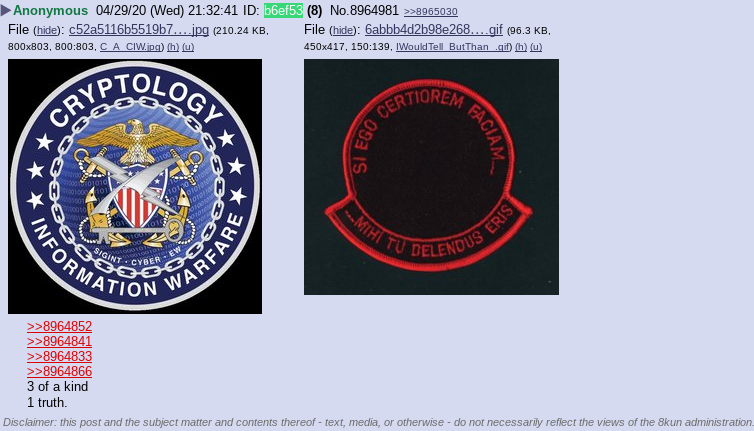 Anonymous 04/29/20 (Wed) 21:32:41 ID: b6ef53 (8) No.8964981 >>8965030
File (hide): c52a5116b5519b7….jpg (210.24 KB,
800x803, 800:803, C_A_CIW.jpg) (h) (u)
File (hide): 6abbb4d2b98e268….gif (96.3 KB,
450x417, 150:139, IWouldTell_ButThan_.gif) (h) (u)
CRYPTOLOGY
SIGINT · CYBER · EW
INFORMATION WARFARE
SI EGO CERTIOREM FACIAM...
...MIHI TU DELENDUS ERIS
>>8964852
>>8964841
>>8964833
>>8964866
3 of a kind
1 truth.
Disclaimer: this post and the subject matter and contents thereof - text, media, or otherwise - do not necessarily reflect the views of the 8kun administration.